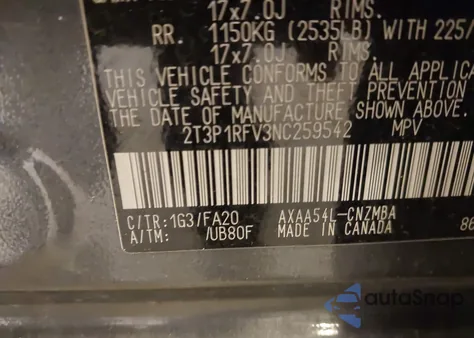 17x7.0J RIMS.
RR. 1150KG (2535LB) WITH 225/
17x7.0J RIMS.
THIS VEHICLE CONFORMS TO ALL APPLICA
VEHICLE SAFETY AND THEFT PREVENTION
THE DATE OF MANUFACTURE SHOWN ABOVE.
2T3P1RFV3NC259542 MPV
C/TR:1G3/FA20 AXAA54L-CNZMBA
A/TM: /UB80F MADE IN CANADA 86
autoSnap